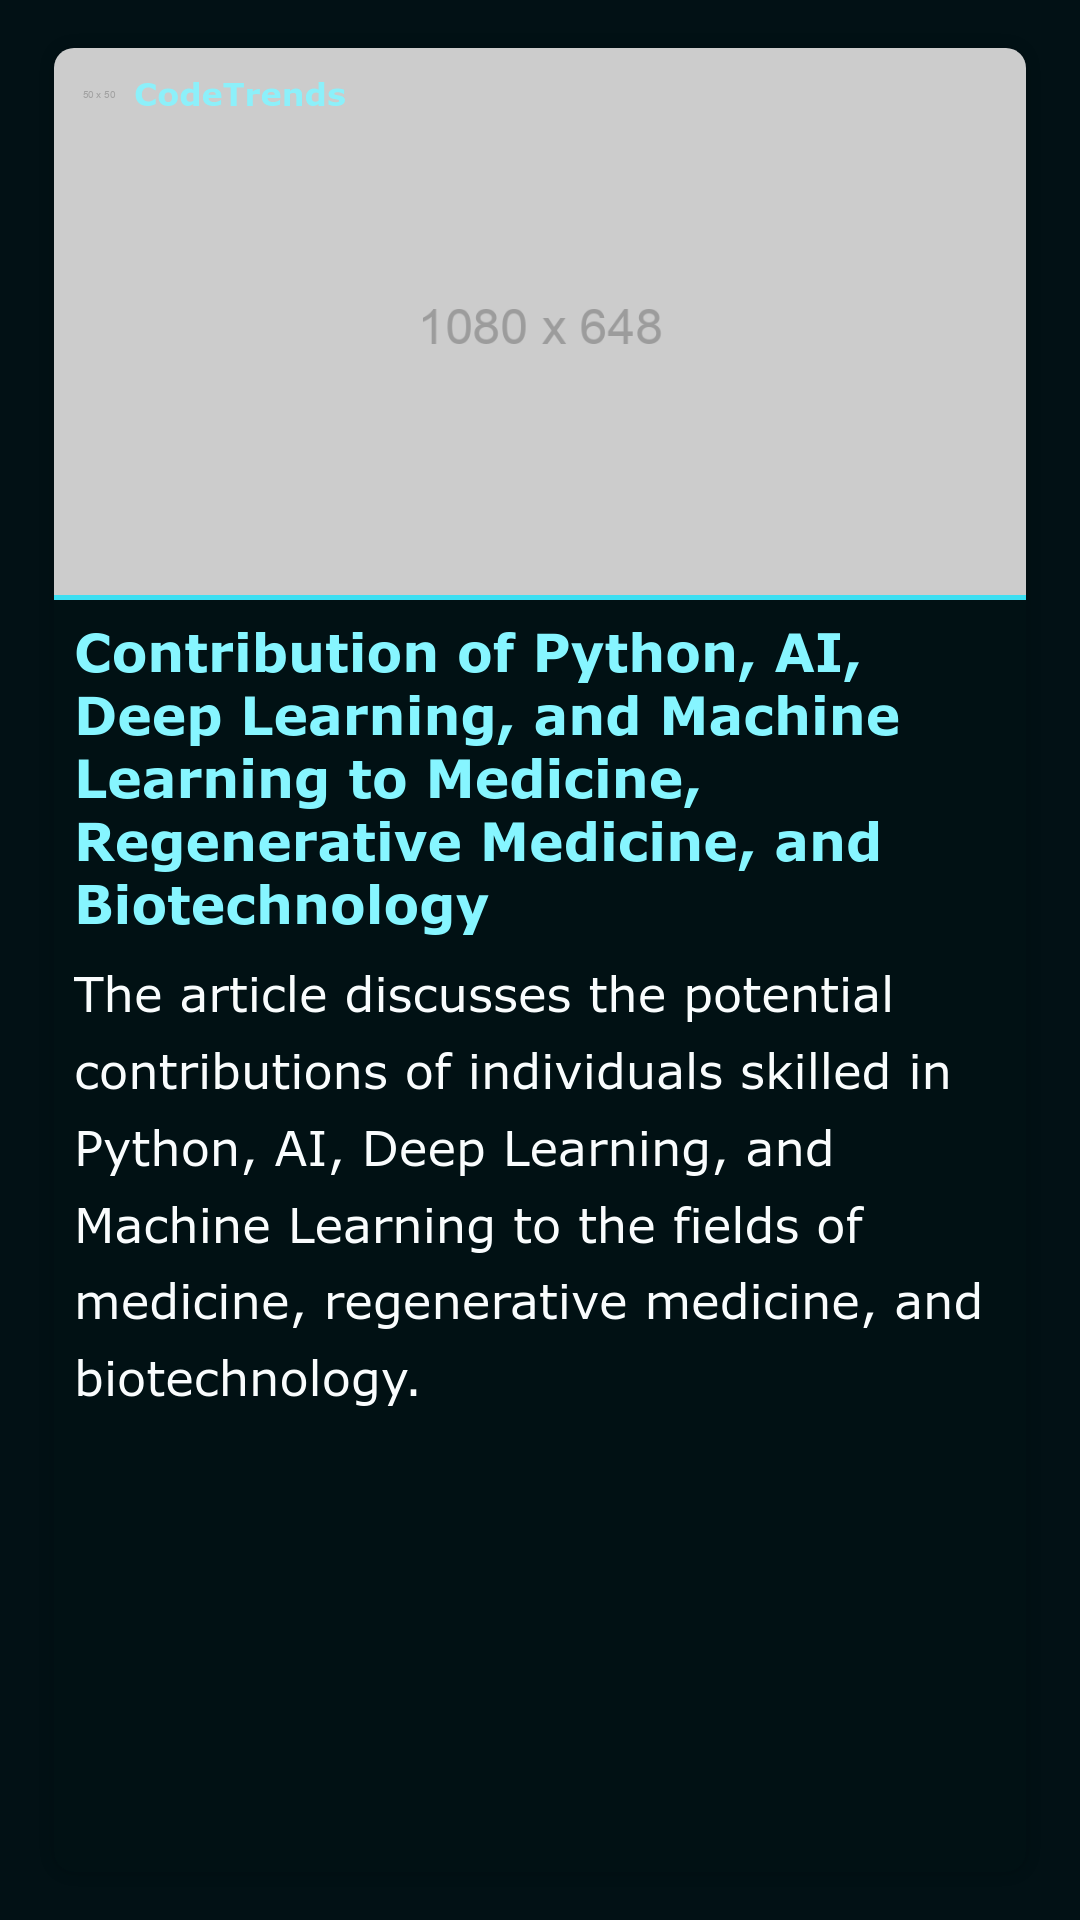 50 x 50
CodeTrends
1080 x 648
Contribution of Python, AI,
Deep Learning, and Machine
Learning to Medicine,
Regenerative Medicine, and
Biotechnology
The article discusses the potential
contributions of individuals skilled in
Python, AI, Deep Learning, and
Machine Learning to the fields of
medicine, regenerative medicine, and
biotechnology.